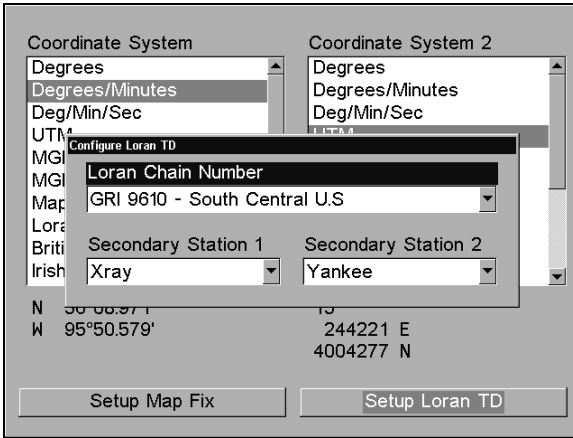 Coordinate System
Degrees
Degrees/Minutes
Deg/Min/Sec
Coordinate System 2
Degrees
Degrees/Minutes
Deg/Min/Sec
UTM
Configure Loran TD
Loran Chain Number
GRI 9610 - South Central U.S
Secondary Station 1
Xray
Secondary Station 2
Yankee
Irish
N
W 95°50.579'
15
244221 E
4004277 N
Setup Map Fix
Setup Loran TD